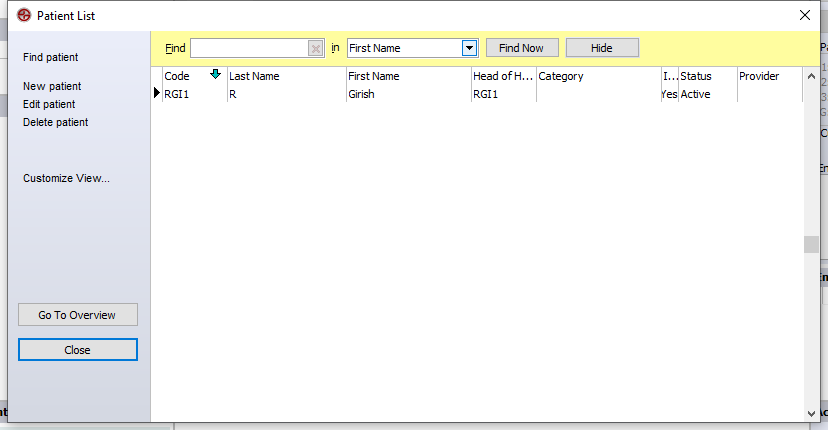 Patient List
Find patient
New patient
Edit patient
Delete patient
Customize View...
Go To Overview
Close
Find in First Name Find Now Hide
Code Last Name First Name Head of H... Category I... Status Provider
RGI1 R Girish RGI1 Yes Active